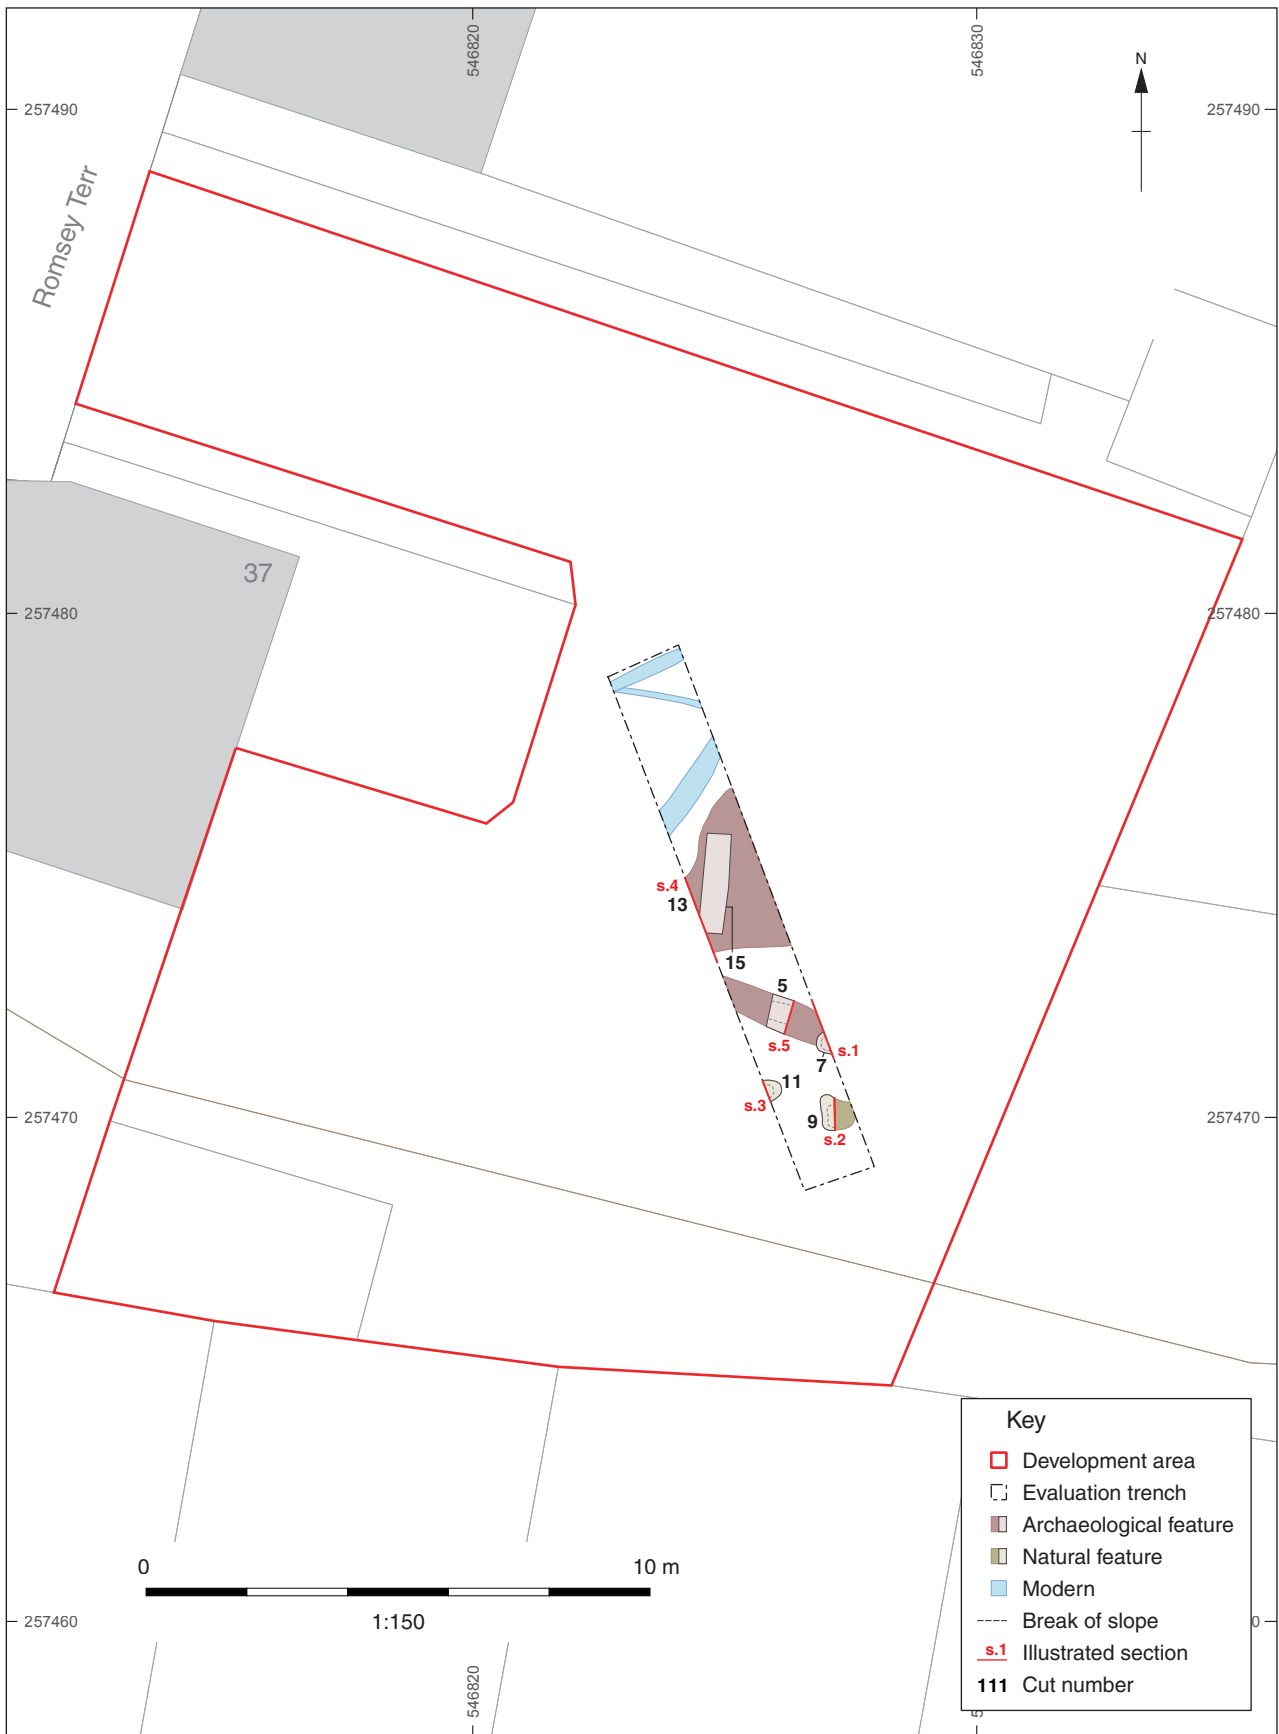 546820
546830
N
257490
257490
Romsey Terr
37
257480
257480
s.4
13
15
5
s.5
s.1
7
11
s.3
9
s.2
257470
257470
Key
Development area
Evaluation trench
Archaeological feature
Natural feature
Modern
Break of slope
s.1 Illustrated section
111 Cut number
0 10 m
1:150
257460
0
546820
5